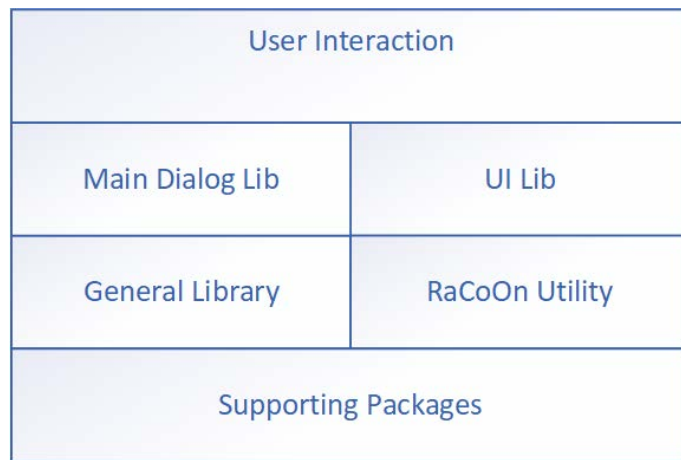 User Interaction
Main Dialog Lib
UI Lib
General Library
RaCoOn Utility
Supporting Packages